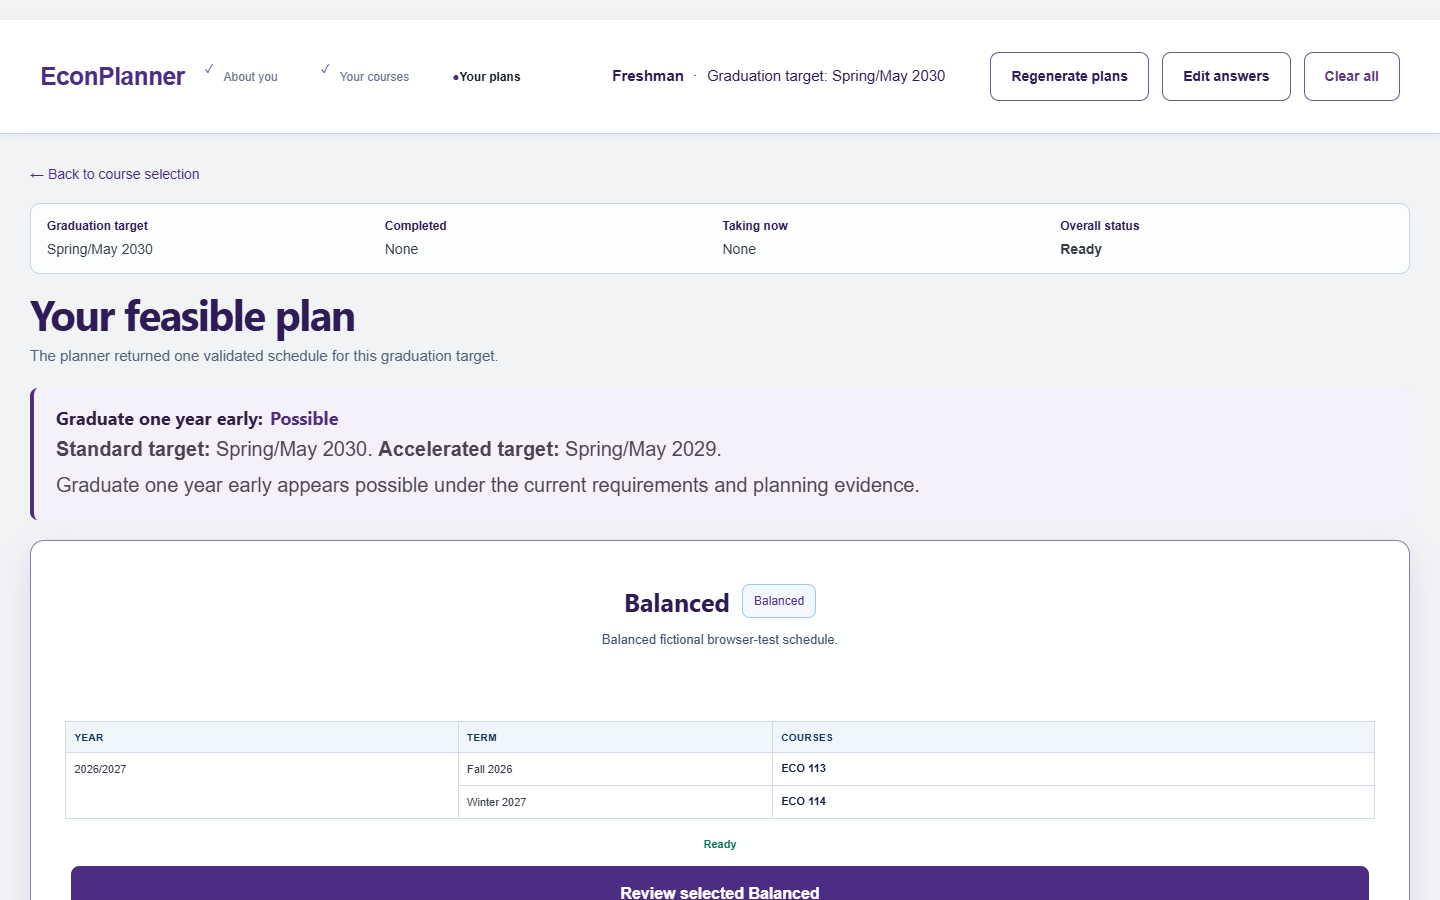 EconPlanner
✓ About you
✓ Your courses
●Your plans
Freshman · Graduation target: Spring/May 2030
Regenerate plans
Edit answers
Clear all
← Back to course selection
Graduation target
Spring/May 2030
Completed
None
Taking now
None
Overall status
Ready
Your feasible plan
The planner returned one validated schedule for this graduation target.
Graduate one year early: Possible
Standard target: Spring/May 2030. Accelerated target: Spring/May 2029.
Graduate one year early appears possible under the current requirements and planning evidence.
Balanced Balanced
Balanced fictional browser-test schedule.
YEAR TERM COURSES
2026/2027 Fall 2026 ECO 113
Winter 2027 ECO 114
Ready
Review selected Balanced